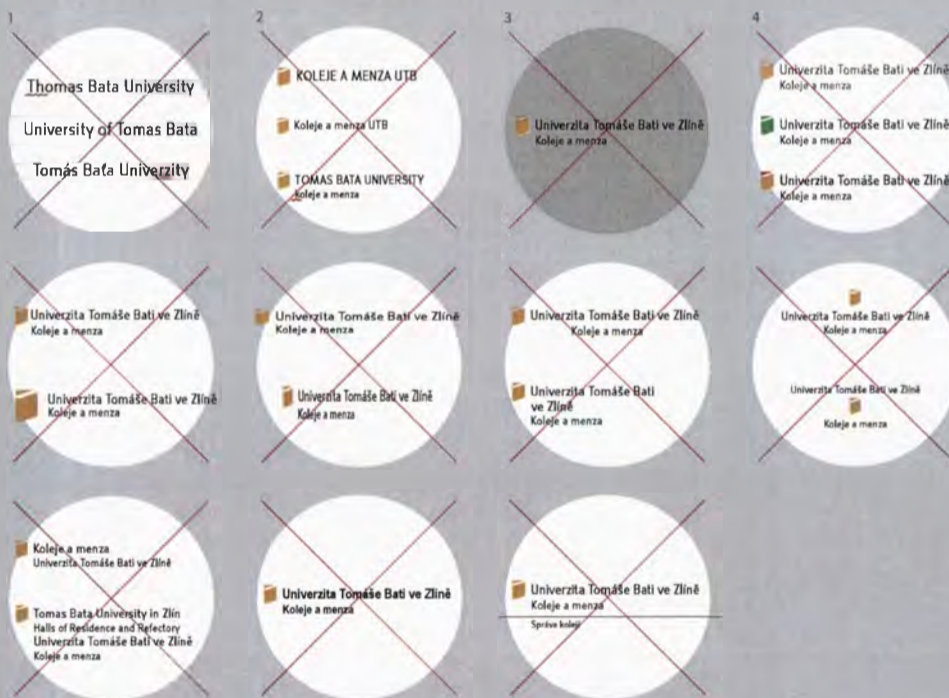 1
Thomas Bata University
University of Tomas Bata
Tomás Baťa Univerzity
2
KOLEJE A MENZA UTB
Koleje a menza UTB
TOMAS BATA UNIVERSITY
Koleje a menza
3
Univerzita Tomáše Bati ve Zlíně
Koleje a menza
4
Univerzita Tomáše Bati ve Zlíně
Koleje a menza
Univerzita Tomáše Bati ve Zlíně
Koleje a menza
Univerzita Tomáše Bati ve Zlíně
Koleje a menza
Univerzita Tomáše Bati ve Zlíně
Koleje a menza
Univerzita Tomáše Bati ve Zlíně
Koleje a menza
Univerzita Tomáše Bati ve Zlíně
Koleje a menza
Univerzita Tomáše Bati ve Zlíně
Koleje a menza
Univerzita Tomáše Bati ve Zlíně
Koleje a menza
Univerzita Tomáše Bati
ve Zlíně
Koleje a menza
Univerzita Tomáše Bati ve Zlíně
Koleje a menza
Univerzita Tomáše Bati ve Zlíně
Koleje a menza
Koleje a menza
Univerzita Tomáše Bati ve Zlíně
Tomas Bata University in Zlín
Halls of Residence and Refectory
Univerzita Tomáše Bati ve Zlíně
Koleje a menza
Univerzita Tomáše Bati ve Zlíně
Koleje a menza
Univerzita Tomáše Bati ve Zlíně
Koleje a menza
Správa kolejí